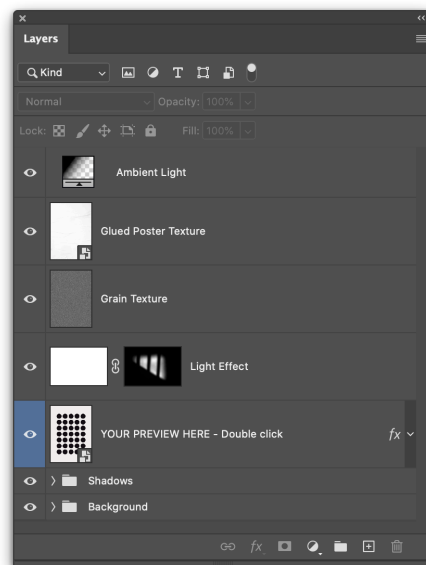 Layers
Kind
T
Normal Opacity: 100%
Lock: Fill: 100%
Ambient Light
Glued Poster Texture
Grain Texture
Light Effect
YOUR PREVIEW HERE - Double click fx
Shadows
Background
fx